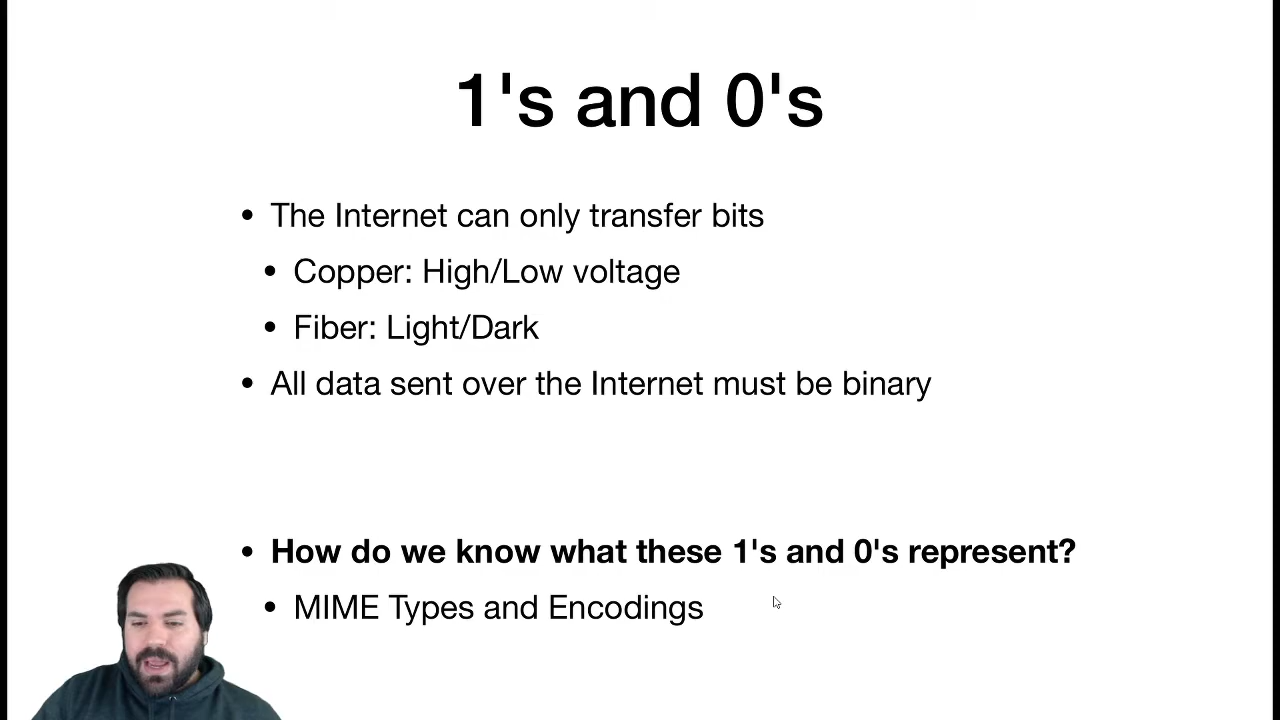 1's and 0's
• The Internet can only transfer bits
• Copper: High/Low voltage
• Fiber: Light/Dark
• All data sent over the Internet must be binary
• How do we know what these 1's and 0's represent?
• MIME Types and Encodings